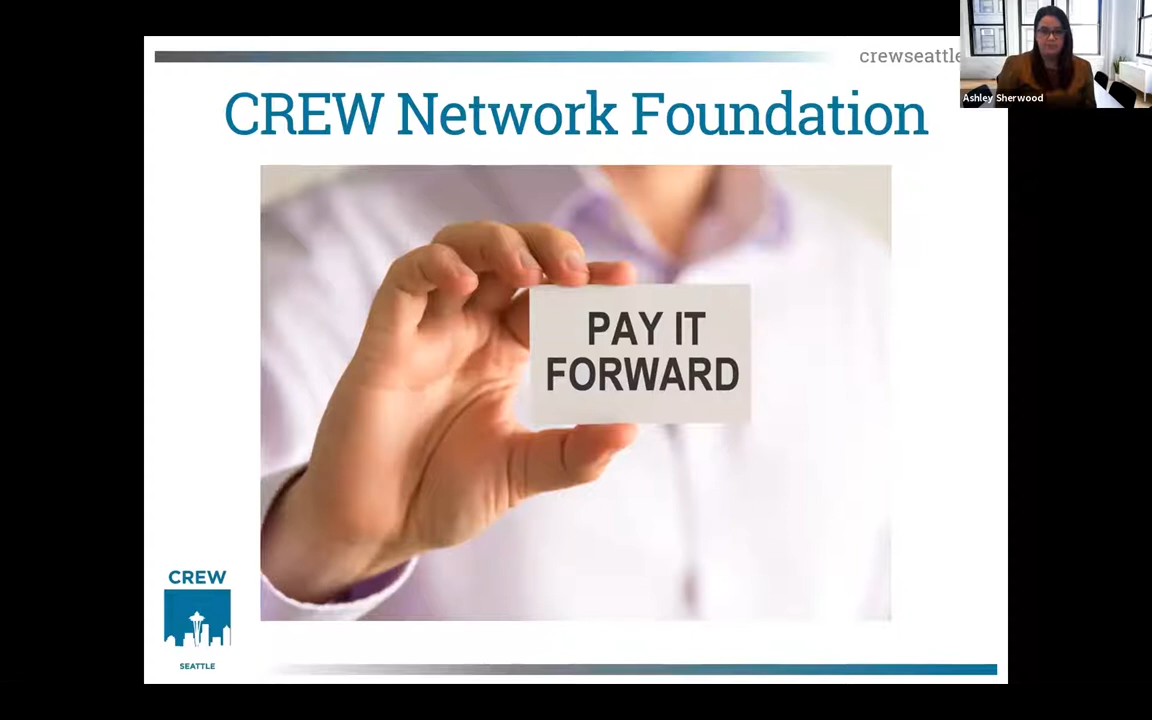 crewseattle
Ashley Sherwood
CREW Network Foundation
PAY IT
FORWARD
CREW
SEATTLE